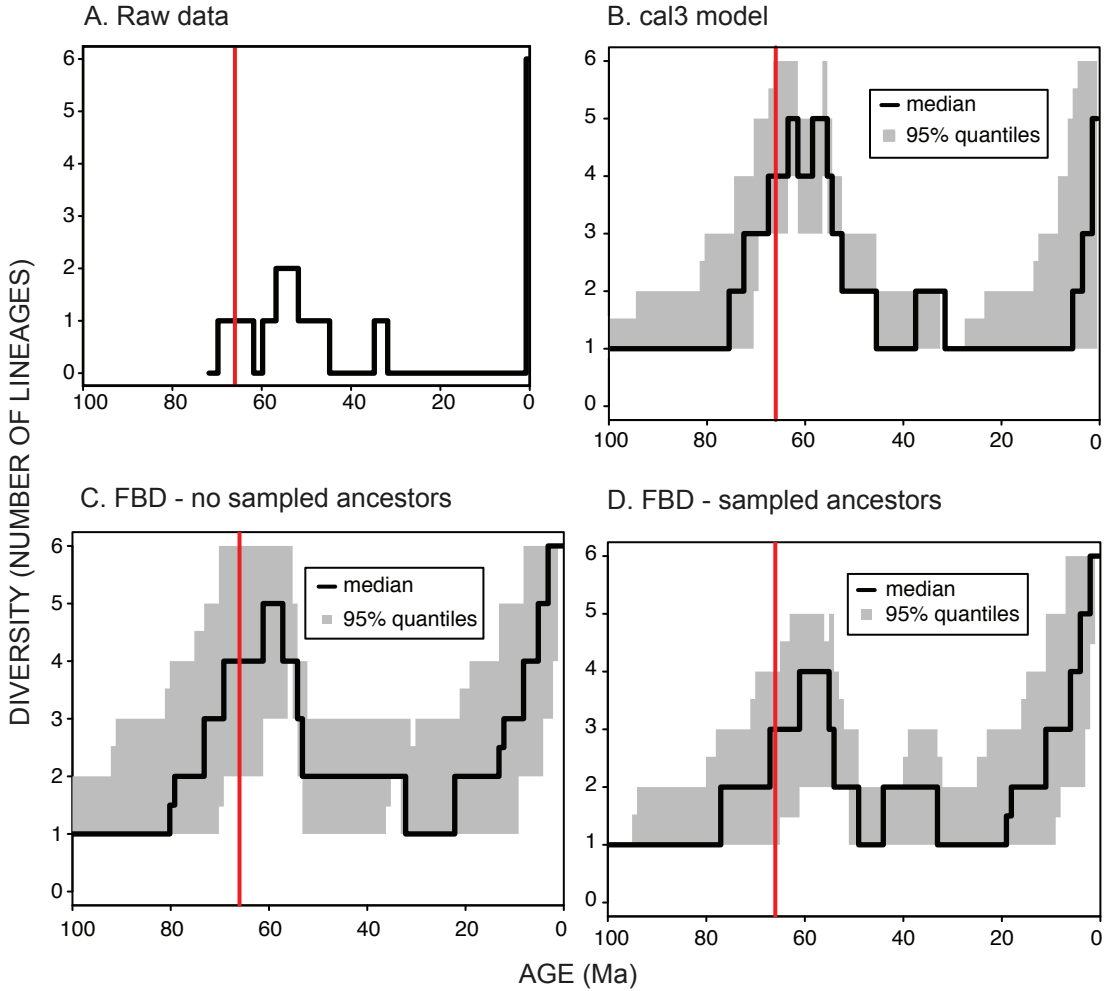 A. Raw data
6
5
4
3
2
1
0
100 80 60 40 20 0
B. cal3 model
6
5
4
3
2
1
0
median
95% quantiles
100 80 60 40 20 0
DIVERSITY (NUMBER OF LINEAGES)
C. FBD - no sampled ancestors
6
5
4
3
2
1
0
median
95% quantiles
100 80 60 40 20 0
D. FBD - sampled ancestors
6
5
4
3
2
1
0
median
95% quantiles
100 80 60 40 20 0
AGE (Ma)